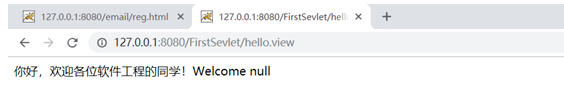 127.0.0.1:8080/email/reg.html
127.0.0.1:8080/FirstSevlet/hell
127.0.0.1:8080/FirstSevlet/hello.view
你好，欢迎各位软件工程的同学！Welcome null